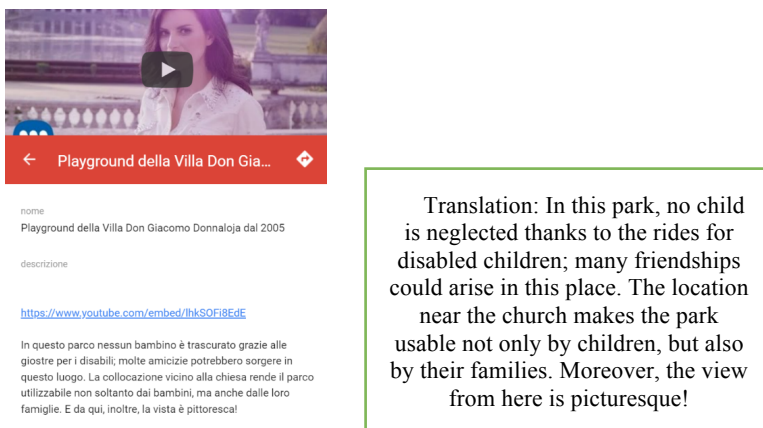 Playground della Villa Don Gia...
nome
Playground della Villa Don Giacomo Donnaloja dal 2005
descrizione
https://www.youtube.com/embed/lhkSOFi8EdE
In questo parco nessun bambino è trascurato grazie alle
giostre per i disabili; molte amicizie potrebbero sorgere in
questo luogo. La collocazione vicino alla chiesa rende il parco
utilizzabile non soltanto dai bambini, ma anche dalle loro
famiglie. E da qui, inoltre, la vista è pittoresca!
Translation: In this park, no child
is neglected thanks to the rides for
disabled children; many friendships
could arise in this place. The location
near the church makes the park
usable not only by children, but also
by their families. Moreover, the view
from here is picturesque!